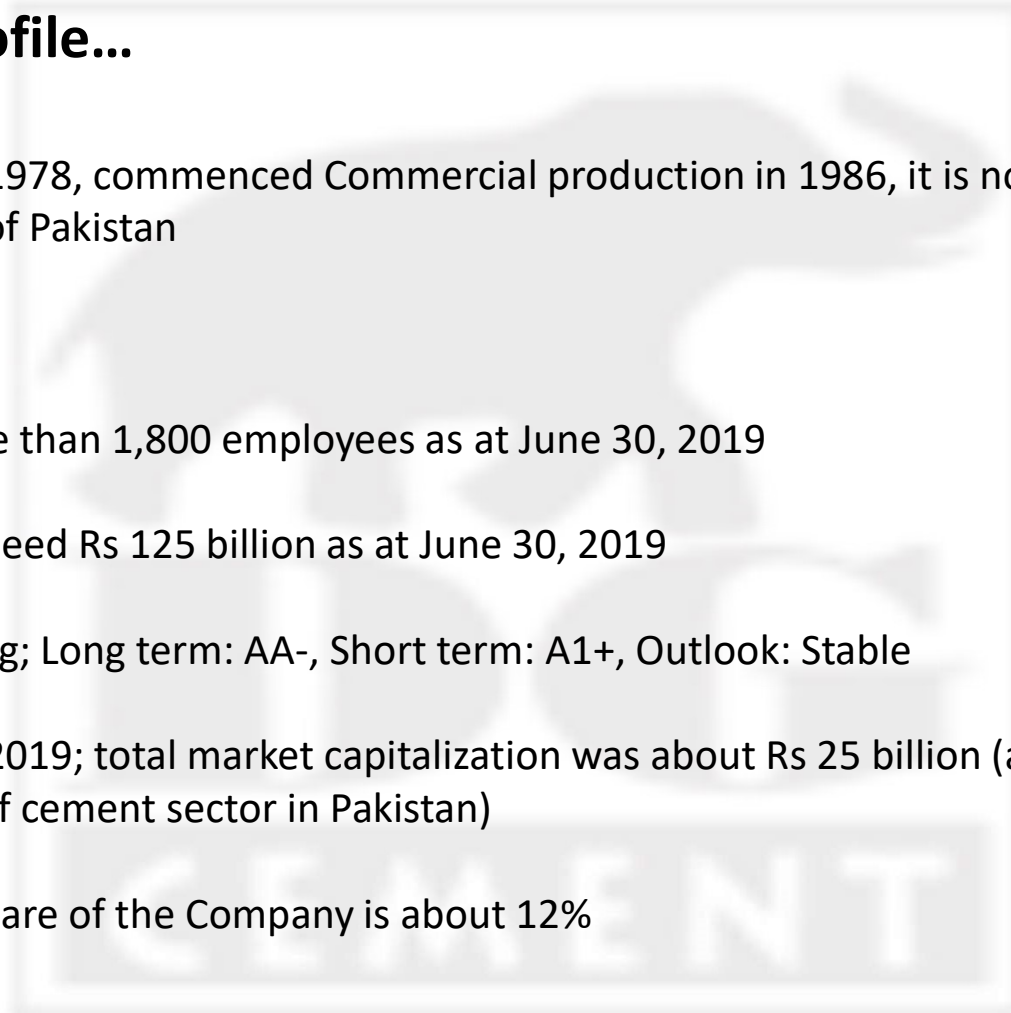 ofile...
1978, commenced Commercial production in 1986, it is no
of Pakistan
e than 1,800 employees as at June 30, 2019
eed Rs 125 billion as at June 30, 2019
g; Long term: AA-, Short term: A1+, Outlook: Stable
2019; total market capitalization was about Rs 25 billion (a
f cement sector in Pakistan)
are of the Company is about 12%
DG
CEMENT